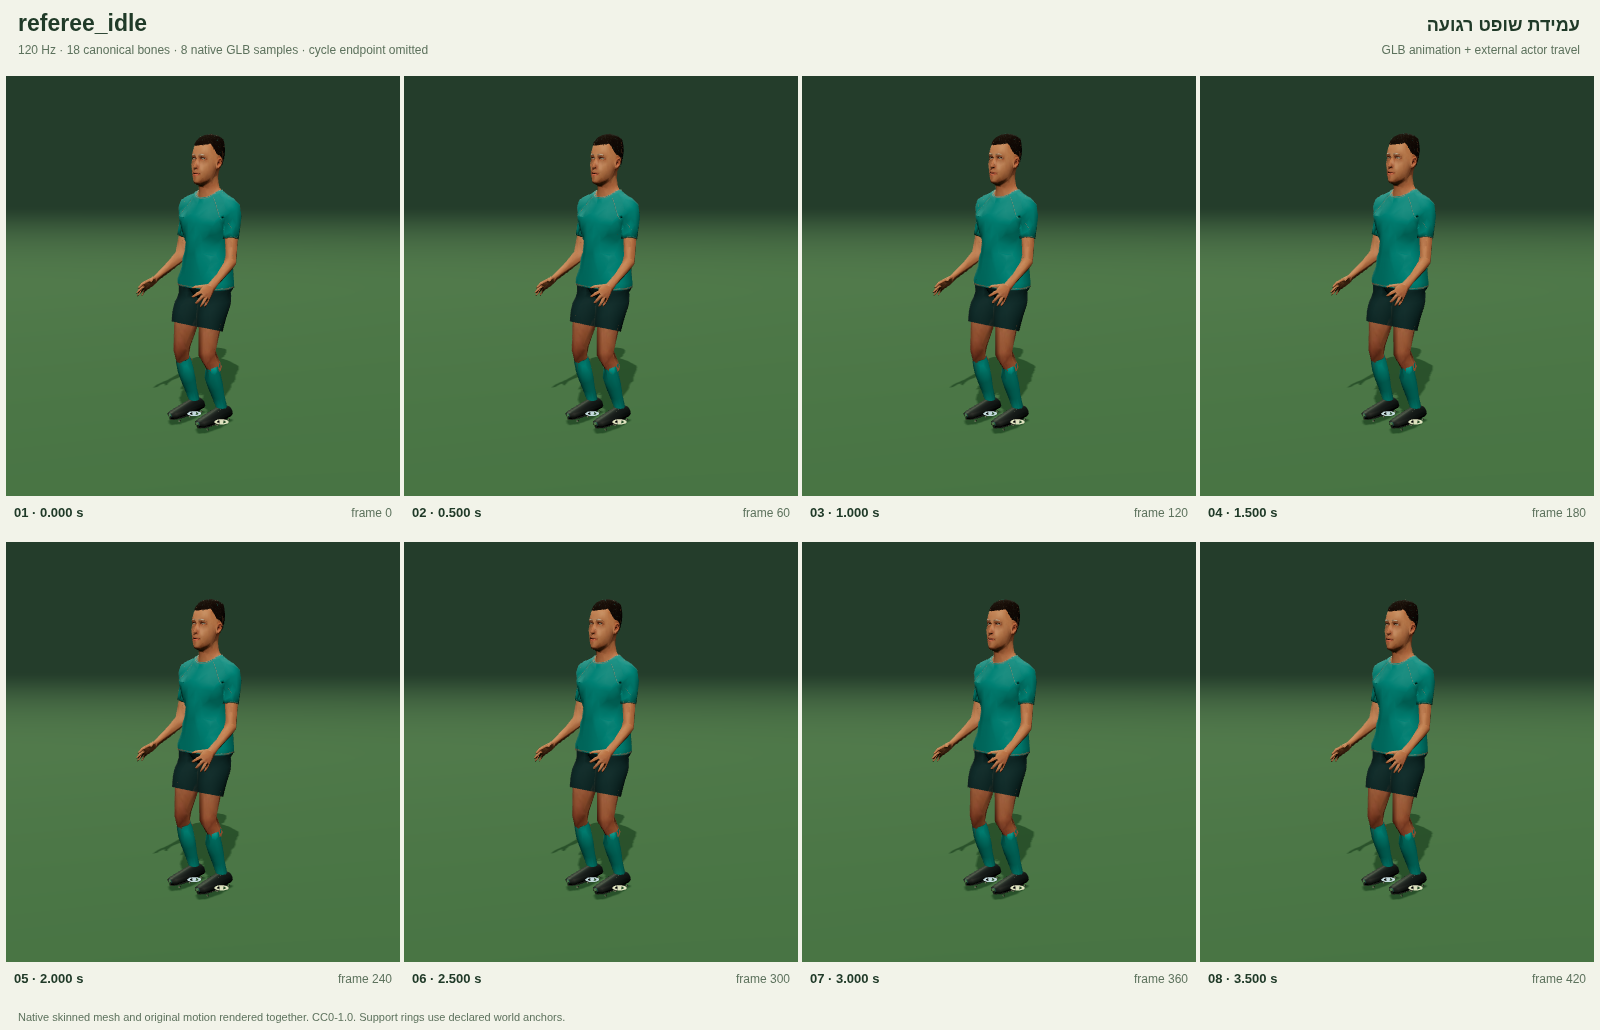 referee_idle
עמידת שופט רגועה
120 Hz · 18 canonical bones · 8 native GLB samples · cycle endpoint omitted
GLB animation + external actor travel
01 · 0.000 s frame 0
02 · 0.500 s frame 60
03 · 1.000 s frame 120
04 · 1.500 s frame 180
05 · 2.000 s frame 240
06 · 2.500 s frame 300
07 · 3.000 s frame 360
08 · 3.500 s frame 420
Native skinned mesh and original motion rendered together. CC0-1.0. Support rings use declared world anchors.